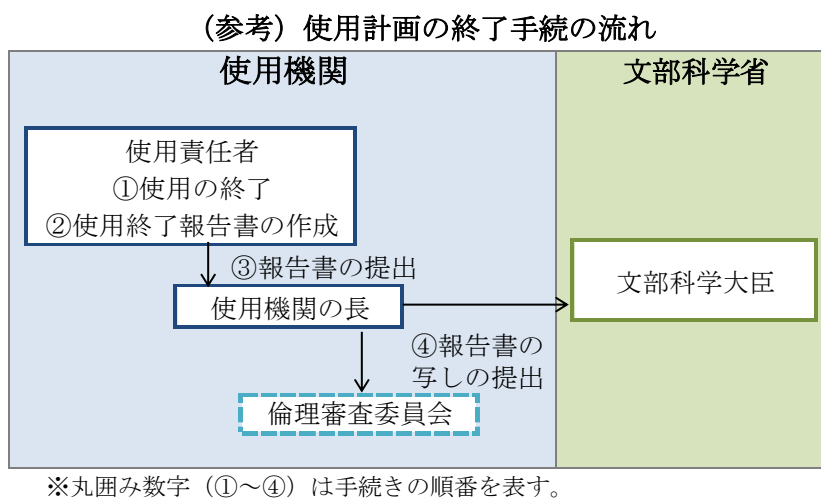 （参考）使用計画の終了手続の流れ
使用機関
文部科学省
使用責任者
①使用の終了
②使用終了報告書の作成
③報告書の提出
使用機関の長
文部科学大臣
④報告書の
写しの提出
倫理審査委員会
※丸囲み数字（①～④）は手続きの順番を表す。